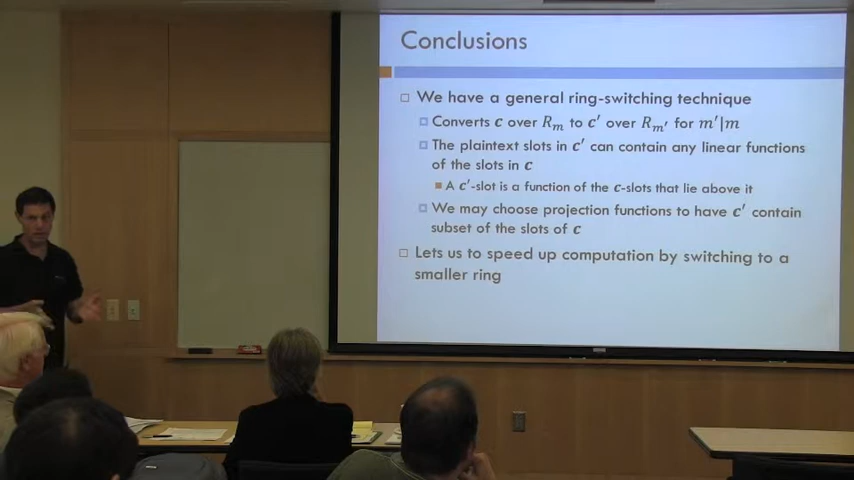 Conclusions
We have a general ring-switching technique
Converts c over Rₘ to c′ over Rₘ′ for m′|m
The plaintext slots in c′ can contain any linear functions
of the slots in c
A c′-slot is a function of the c-slots that lie above it
We may choose projection functions to have c′ contain
subset of the slots of c
Lets us to speed up computation by switching to a
smaller ring